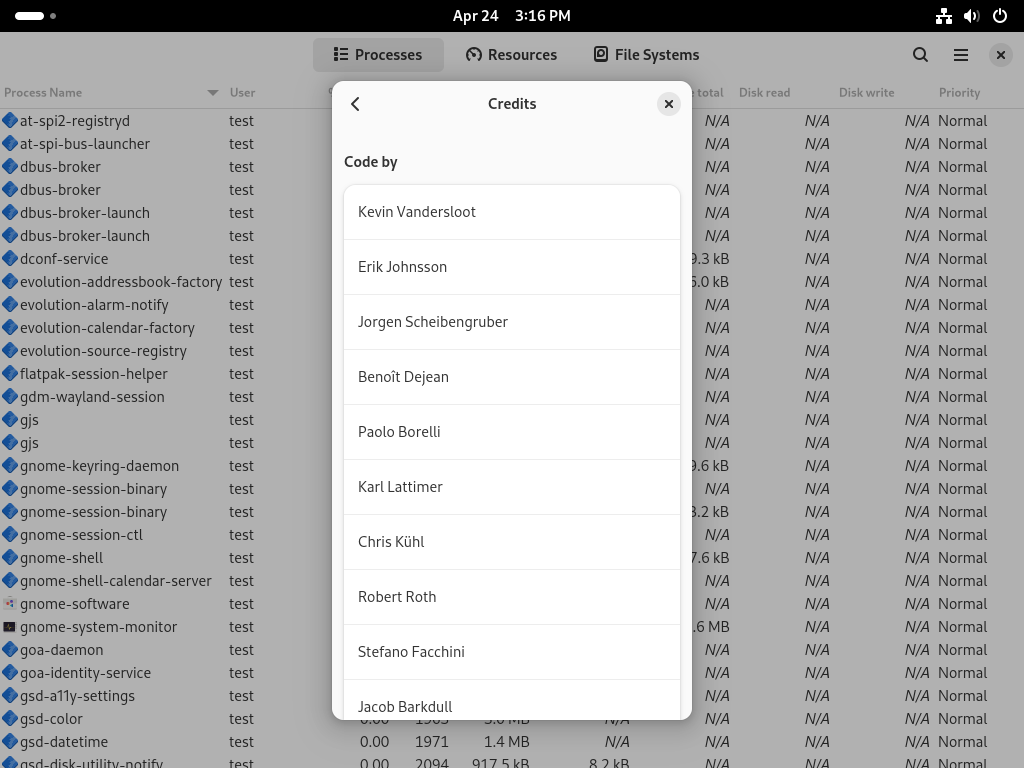 Apr 24 3:16 PM
Processes Resources File Systems
Process Name User total Disk read Disk write Priority
Credits
Code by
Kevin Vandersloot
Erik Johnsson
Jorgen Scheibengruber
Benoît Dejean
Paolo Borelli
Karl Lattimer
Chris Kühl
Robert Roth
Stefano Facchini
Jacob Barkdull
at-spi2-registryd test N/A N/A N/A Normal
at-spi-bus-launcher test N/A N/A N/A Normal
dbus-broker test N/A N/A N/A Normal
dbus-broker test N/A N/A N/A Normal
dbus-broker-launch test N/A N/A N/A Normal
dbus-broker-launch test N/A N/A N/A Normal
dconf-service test 9.3 kB N/A N/A Normal
evolution-addressbook-factory test 6.0 kB N/A N/A Normal
evolution-alarm-notify test N/A N/A N/A Normal
evolution-calendar-factory test N/A N/A N/A Normal
evolution-source-registry test N/A N/A N/A Normal
flatpak-session-helper test N/A N/A N/A Normal
gdm-wayland-session test N/A N/A N/A Normal
gjs test N/A N/A N/A Normal
gjs test N/A N/A N/A Normal
gnome-keyring-daemon test 9.6 kB N/A N/A Normal
gnome-session-binary test N/A N/A N/A Normal
gnome-session-binary test 3.2 kB N/A N/A Normal
gnome-session-ctl test N/A N/A N/A Normal
gnome-shell test 7.6 kB N/A N/A Normal
gnome-shell-calendar-server test N/A N/A N/A Normal
gnome-software test N/A N/A N/A Normal
gnome-system-monitor test .6 MB N/A N/A Normal
goa-daemon test N/A N/A N/A Normal
goa-identity-service test N/A N/A N/A Normal
gsd-a11y-settings test N/A N/A N/A Normal
gsd-color test 0.00 N/A N/A N/A N/A Normal
gsd-datetime test 0.00 1971 1.4 MB N/A N/A N/A N/A Normal
gsd-disk-utility-notify test 0.00 2094 917.5 kB 8.2 kB N/A N/A N/A Normal